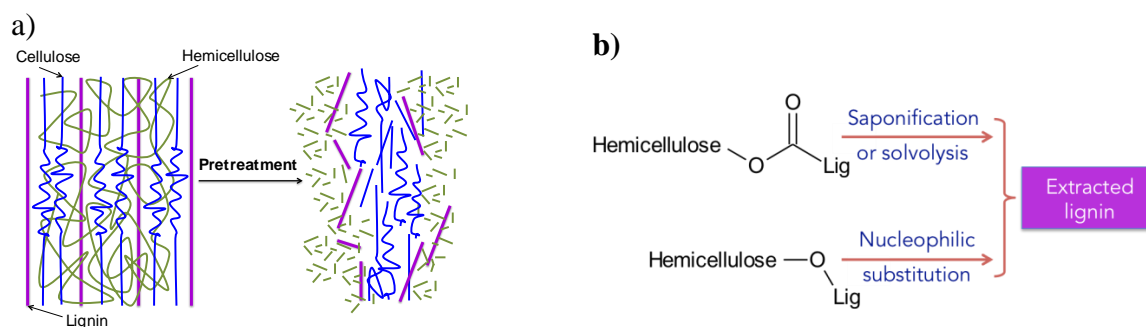 a)
Cellulose
Hemicellulose
Pretreatment
Lignin
b)
O
Hemicellulose
O
Lig
Saponification
or solvolysis
Hemicellulose
O
Lig
Nucleophilic
substitution
Extracted
lignin